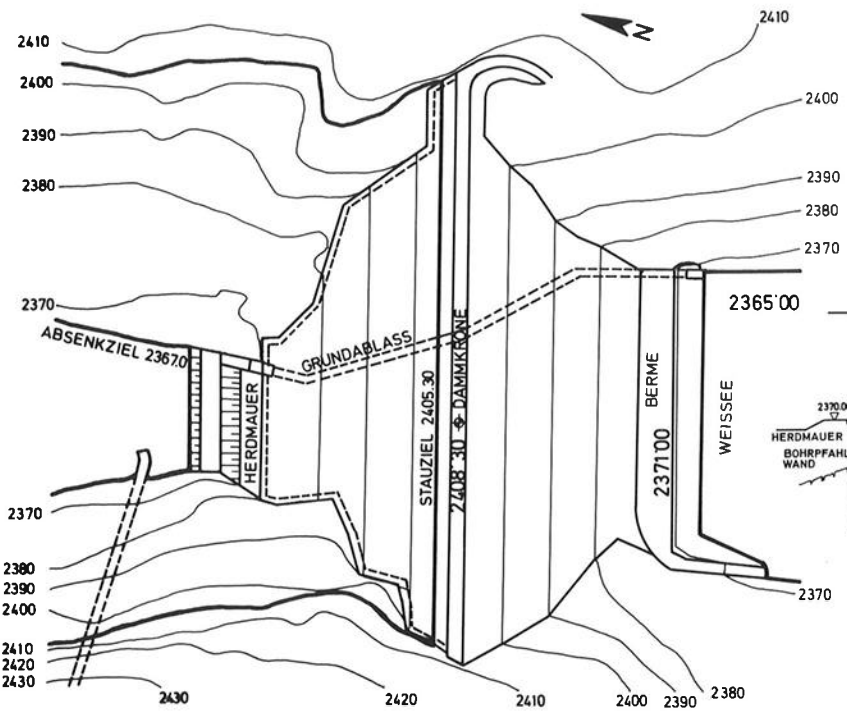 2410
2410
N
2400
2400
2390
2390
2380
2380
2370
2370
2365'00
ABSENKZIEL 2367.0
GRUNDABLASS
HERDMAUER
STAUZIEL 2405.30
2408'30 DAMMKRONE
BERME
2371'00
WEISSEE
2370.00
HERDMAUER
BOHRPFAHL
WAND
2370
2380
2390
2400
2410
2420
2430
2430
2420
2410
2400
2390
2380
2370